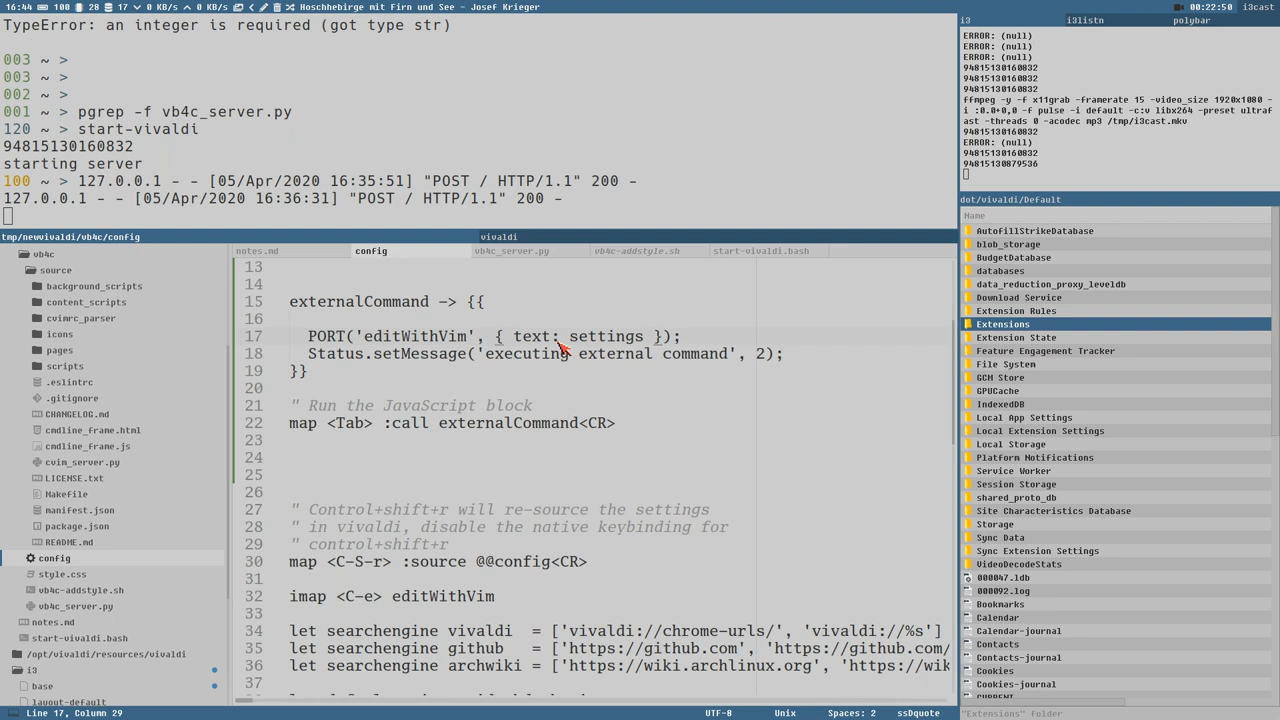 16:44 100 28 17 0 KB/s 0 KB/s Hoschhebirge mit Firn und See - Josef Krieger 00:22:50 i3cast
TypeError: an integer is required (got type str)
003 ~ >
003 ~ >
002 ~ >
001 ~ > pgrep -f vb4c_server.py
120 ~ > start-vivaldi
94815130160832
starting server
100 ~ > 127.0.0.1 - - [05/Apr/2020 16:35:51] "POST / HTTP/1.1" 200 -
127.0.0.1 - - [05/Apr/2020 16:36:31] "POST / HTTP/1.1" 200 -
i3 i3listn polybar
ERROR: (null)
ERROR: (null)
ERROR: (null)
94815130160832
94815130160832
94815130160832
ffmpeg -y -f x11grab -framerate 15 -video_size 1920x1080 -
i :0.0+0,0 -f pulse -i default -c:v libx264 -preset ultraf
ast -threads 0 -acodec mp3 /tmp/i3cast.mkv
94815130160832
ERROR: (null)
94815130160832
94815130879536
tmp/newvivaldi/vb4c/config vivaldi
vb4c
source
background_scripts
content_scripts
cvimrc_parser
icons
pages
scripts
.eslintrc
.gitignore
CHANGELOG.md
cmdline_frame.html
cmdline_frame.js
cvim_server.py
LICENSE.txt
Makefile
manifest.json
package.json
README.md
config
style.css
vb4c-addstyle.sh
vb4c_server.py
notes.md
start-vivaldi.bash
/opt/vivaldi/resources/vivaldi
i3
base
layout-default
notes.md config vb4c_server.py vb4c-addstyle.sh start-vivaldi.bash
13
14
15 externalCommand -> {{
16
17 PORT('editWithVim', { text: settings });
18 Status.setMessage('executing external command', 2);
19 }}
20
21 " Run the JavaScript block
22 map <Tab> :call externalCommand<CR>
23
24
25
26
27 " Control+shift+r will re-source the settings
28 " in vivaldi, disable the native keybinding for
29 " control+shift+r
30 map <C-S-r> :source @@config<CR>
31
32 imap <C-e> editWithVim
33
34 let searchengine vivaldi = ['vivaldi://chrome-urls/', 'vivaldi://%s']
35 let searchengine github = ['https://github.com', 'https://github.com/
36 let searchengine archwiki = ['https://wiki.archlinux.org', 'https://wik
37
dot/vivaldi/Default
Name
AutofillStrikeDatabase
blob_storage
BudgetDatabase
databases
data_reduction_proxy_leveldb
Download Service
Extension Rules
Extensions
Extension State
Feature Engagement Tracker
File System
GCM Store
GPUCache
IndexedDB
Local App Settings
Local Extension Settings
Local Storage
Platform Notifications
Service Worker
Session Storage
shared_proto_db
Site Characteristics Database
Storage
Sync Data
Sync Extension Settings
VideoDecodeStats
000047.ldb
000092.log
Bookmarks
Calendar
Calendar-journal
Contacts
Contacts-journal
Cookies
Cookies-journal
CURRENT
Line 17, Column 29 UTF-8 Unix Spaces: 2 ssDquote
"Extensions" folder